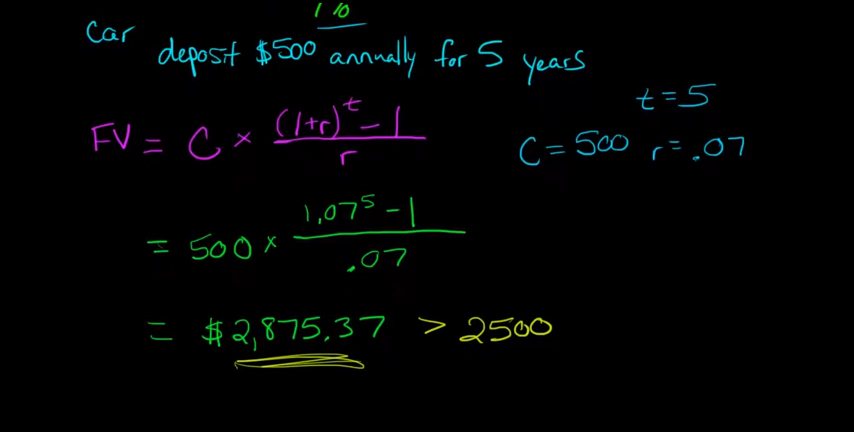 Car
deposit $500 annually for 5 years
t = 5
FV = C × (1+r)^t - 1 / r
C = 500 r = .07
= 500 × 1.07^5 - 1 / .07
= $2,875.37 > 2500